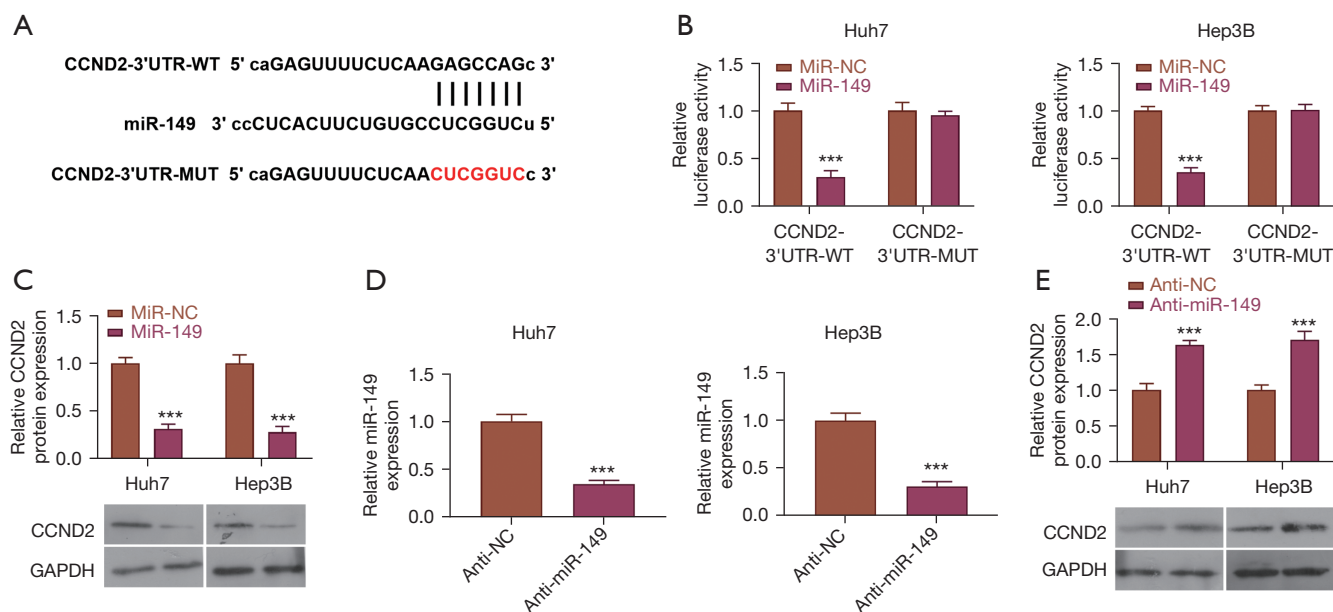 A
CCND2-3'UTR-WT 5' caGAGUUUUCUCAAGAGCCAGc 3'
miR-149 3' ccCUCACUUCUGUGCCUCGGUCu 5'
CCND2-3'UTR-MUT 5' caGAGUUUUCUCAACUCGGUCc 3'
B
Huh7
MiR-NC
MiR-149
Relative
luciferase activity
1.5
1.0
0.5
0.0
***
CCND2-
3'UTR-WT
CCND2-
3'UTR-MUT
Hep3B
MiR-NC
MiR-149
Relative
luciferase activity
1.5
1.0
0.5
0.0
***
CCND2-
3'UTR-WT
CCND2-
3'UTR-MUT
C
MiR-NC
MiR-149
Relative CCND2
protein expression
1.5
1.0
0.5
0.0
***
***
Huh7
Hep3B
CCND2
GAPDH
D
Huh7
Relative miR-149
expression
1.5
1.0
0.5
0.0
***
Anti-NC
Anti-miR-149
Hep3B
Relative miR-149
expression
1.5
1.0
0.5
0.0
***
Anti-NC
Anti-miR-149
E
Anti-NC
Anti-miR-149
Relative CCND2
protein expression
2.0
1.5
1.0
0.5
0.0
***
***
Huh7
Hep3B
CCND2
GAPDH